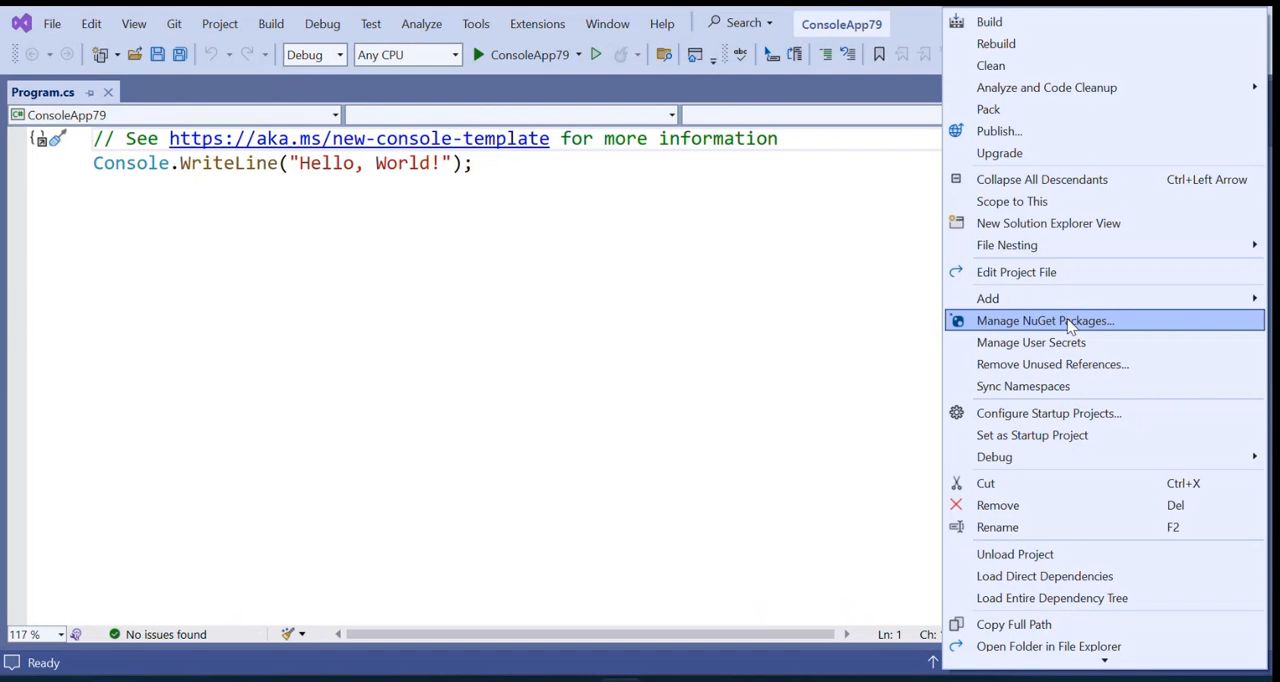 File Edit View Git Project Build Debug Test Analyze Tools Extensions Window Help Search ConsoleApp79
Debug Any CPU ConsoleApp79 abc
Program.cs
C# ConsoleApp79
// See https://aka.ms/new-console-template for more information
Console.WriteLine("Hello, World!");
117 % No issues found Ln: 1 Ch:
Ready
Build
Rebuild
Clean
Analyze and Code Cleanup
Pack
Publish...
Upgrade
Collapse All Descendants Ctrl+Left Arrow
Scope to This
New Solution Explorer View
File Nesting
Edit Project File
Add
Manage NuGet Packages...
Manage User Secrets
Remove Unused References...
Sync Namespaces
Configure Startup Projects...
Set as Startup Project
Debug
Cut Ctrl+X
Remove Del
Rename F2
Unload Project
Load Direct Dependencies
Load Entire Dependency Tree
Copy Full Path
Open Folder in File Explorer